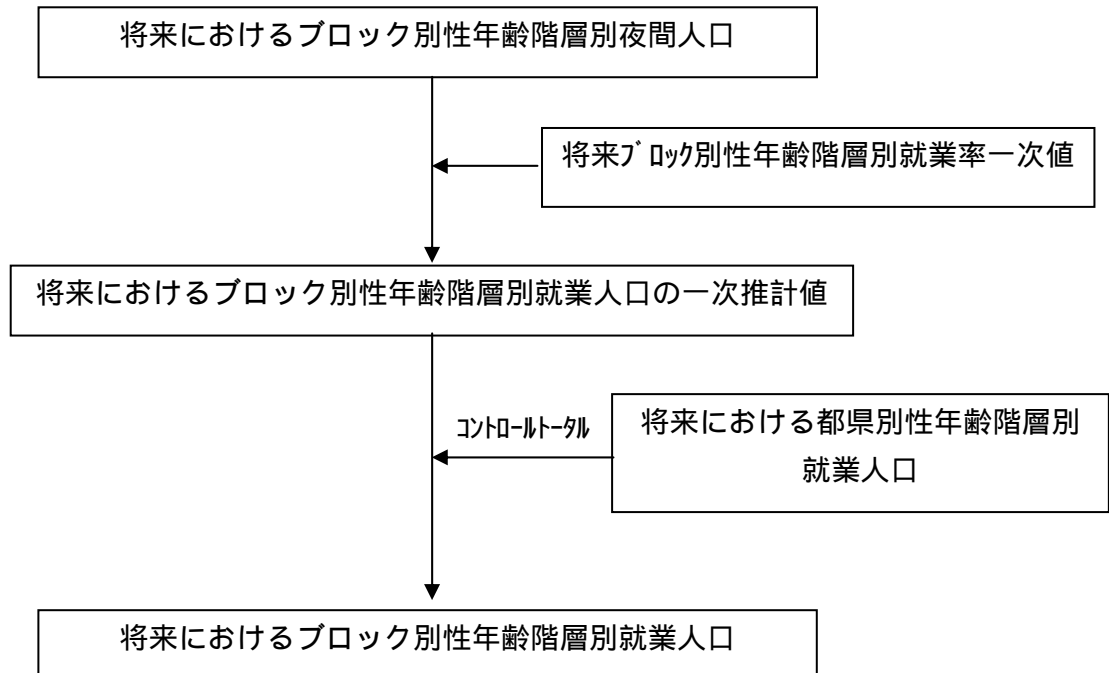 将来におけるブロック別性年齢階層別夜間人口
将来ﾌﾞﾛｯｸ別性年齢階層別就業率一次値
将来におけるブロック別性年齢階層別就業人口の一次推計値
ｺﾝﾄﾛｰﾙﾄｰﾀﾙ
将来における都県別性年齢階層別
就業人口
将来におけるブロック別性年齢階層別就業人口